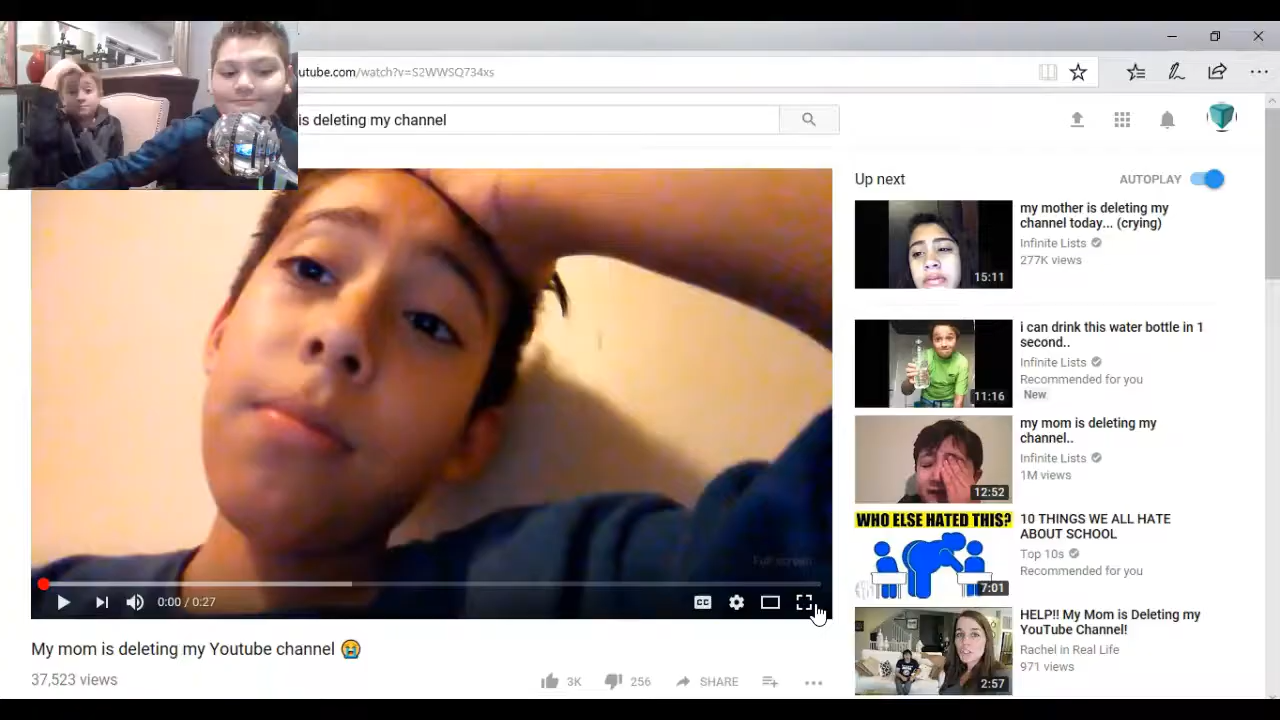 utube.com/watch?v=S2WWSQ734xs
is deleting my channel
Up next
AUTOPLAY
my mother is deleting my
channel today... (crying)
Infinite Lists
277K views
15:11
i can drink this water bottle in 1
second..
Infinite Lists
Recommended for you
New
11:16
my mom is deleting my
channel..
Infinite Lists
1M views
12:52
WHO ELSE HATED THIS?
10 THINGS WE ALL HATE
ABOUT SCHOOL
Top 10s
Recommended for you
7:01
HELP!! My Mom is Deleting my
YouTube Channel!
Rachel in Real Life
971 views
2:57
Full screen
0:00 / 0:27
CC
My mom is deleting my Youtube channel 😭
37,523 views
3K
256
SHARE